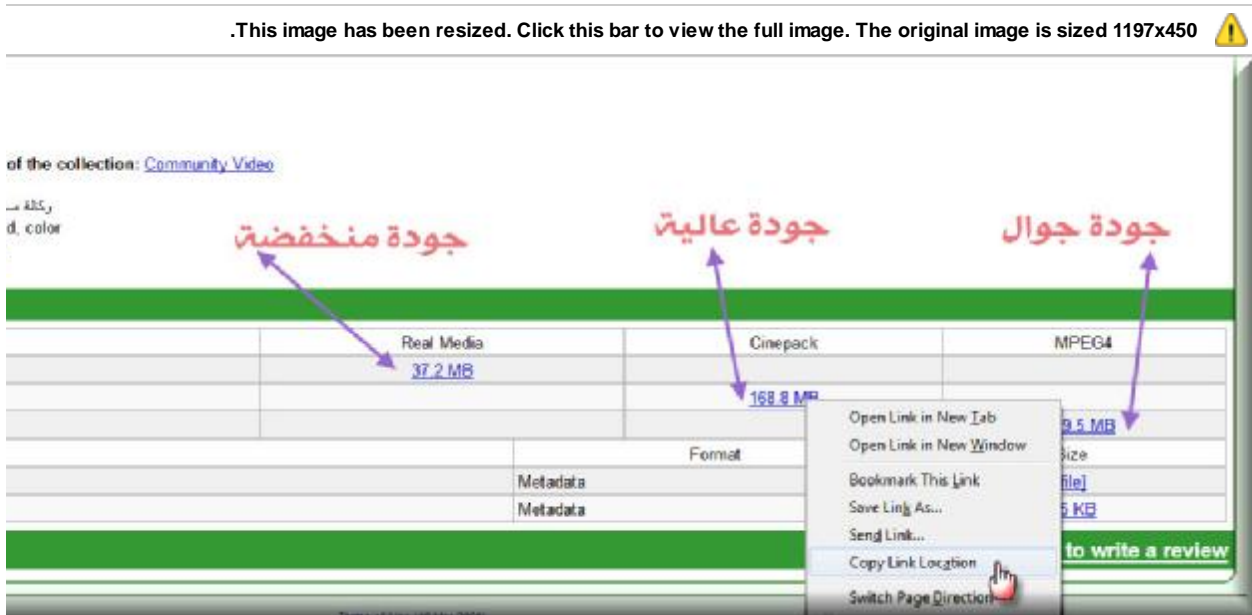 .This image has been resized. Click this bar to view the full image. The original image is sized 1197x450
of the collection: Community Video
d, color
جودة منخفضة جودة عالية جودة جوال
Real Media Cinepack MPEG4
37.2 MB
168.8 MB
9.5 MB
Format Size
Metadata file]
Metadata KB
to write a review
Open Link in New Tab
Open Link in New Window
Bookmark This Link
Save Link As...
Send Link...
Copy Link Location
Switch Page Direction